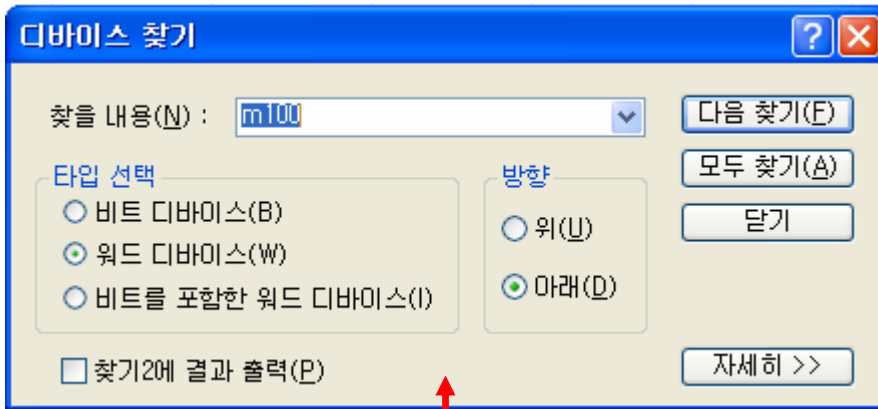 디바이스 찾기
찾을 내용(N) : m100
다음 찾기(F)
모두 찾기(A)
닫기
타입 선택
비트 디바이스(B)
워드 디바이스(W)
비트를 포함한 워드 디바이스(I)
방향
위(U)
아래(D)
찾기2에 결과 출력(P)
자세히 >>